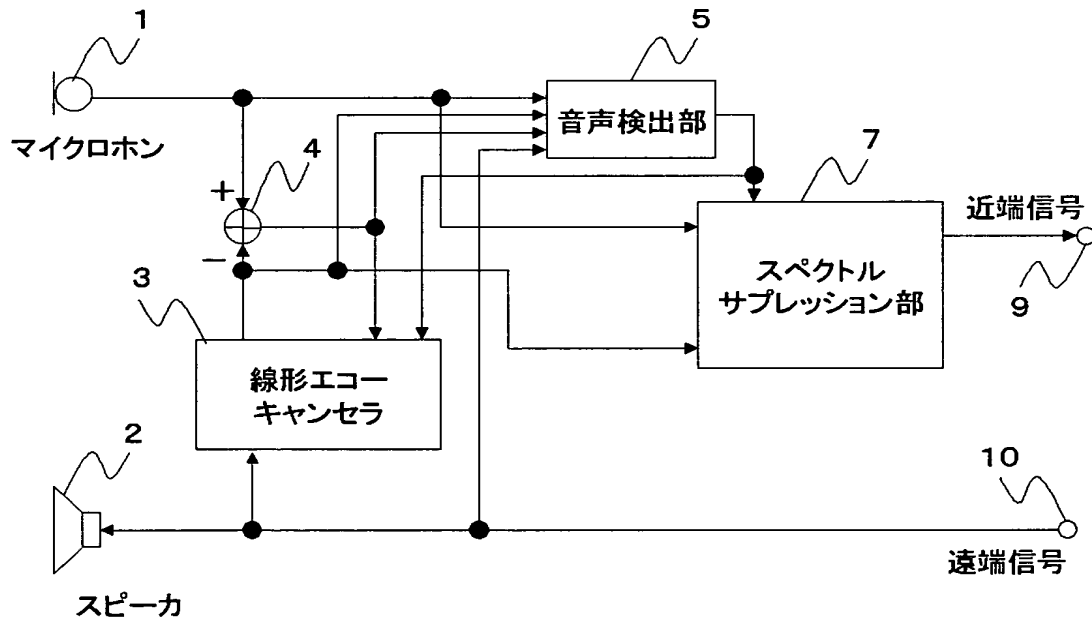 1
5
マイクロホン
音声検出部
4
7
+
近端信号
−
スペクトル
サプレッション部
3
9
線形エコー
キャンセラ
2
10
遠端信号
スピーカ